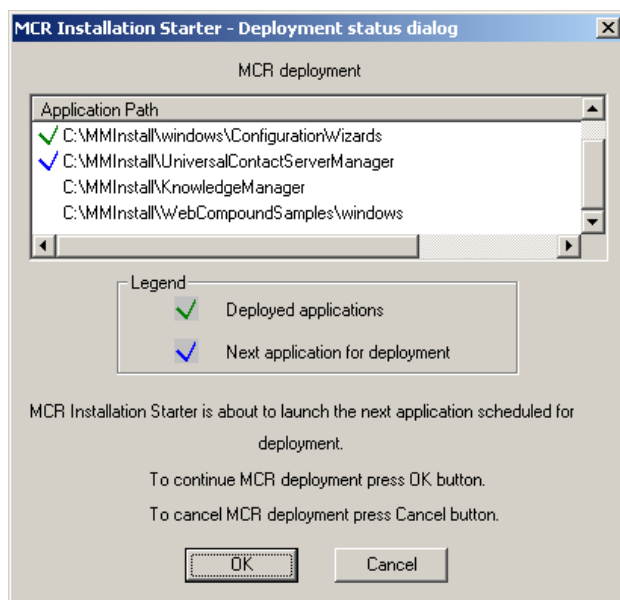 MCR Installation Starter - Deployment status dialog
MCR deployment
Application Path
C:\MMInstall\windows\ConfigurationWizards
C:\MMInstall\UniversalContactServerManager
C:\MMInstall\KnowledgeManager
C:\MMInstall\WebCompoundSamples\windows
Legend
Deployed applications
Next application for deployment
MCR Installation Starter is about to launch the next application scheduled for
deployment.
To continue MCR deployment press OK button.
To cancel MCR deployment press Cancel button.
OK Cancel